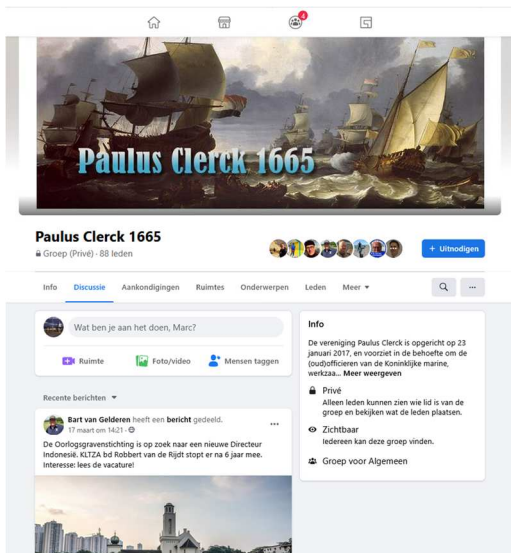 4
Paulus Clerck 1665
Paulus Clerck 1665
Groep (Privé) · 88 leden
+ Uitnodigen
Info Discussie Aankondigingen Ruimtes Onderwerpen Leden Meer
Wat ben je aan het doen, Marc?
Ruimte Foto/video Mensen taggen
Recente berichten
Bart van Gelderen heeft een bericht gedeeld.
17 maart om 14:21 ·
De Oorlogsgravenstichting is op zoek naar een nieuwe Directeur
Indonesië. KLTZA bd Robbert van de Rijdt stopt er na 6 jaar mee.
Interesse: lees de vacature!
Info
De vereniging Paulus Clerck is opgericht op 23
januari 2017, en voorziet in de behoefte om de
(oud)officieren van de Koninklijke marine,
werkzaa... Meer weergeven
Privé
Alleen leden kunnen zien wie lid is van de
groep en bekijken wat de leden plaatsen.
Zichtbaar
Iedereen kan deze groep vinden.
Groep voor Algemeen